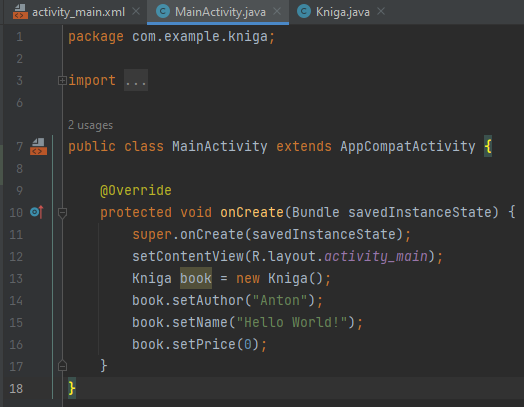 activity_main.xml MainActivity.java Kniga.java
1 package com.example.kniga;
2
3 import ...
6
2 usages
7 public class MainActivity extends AppCompatActivity {
8
9 @Override
10 protected void onCreate(Bundle savedInstanceState) {
11 super.onCreate(savedInstanceState);
12 setContentView(R.layout.activity_main);
13 Kniga book = new Kniga();
14 book.setAuthor("Anton");
15 book.setName("Hello World!");
16 book.setPrice(0);
17 }
18 }